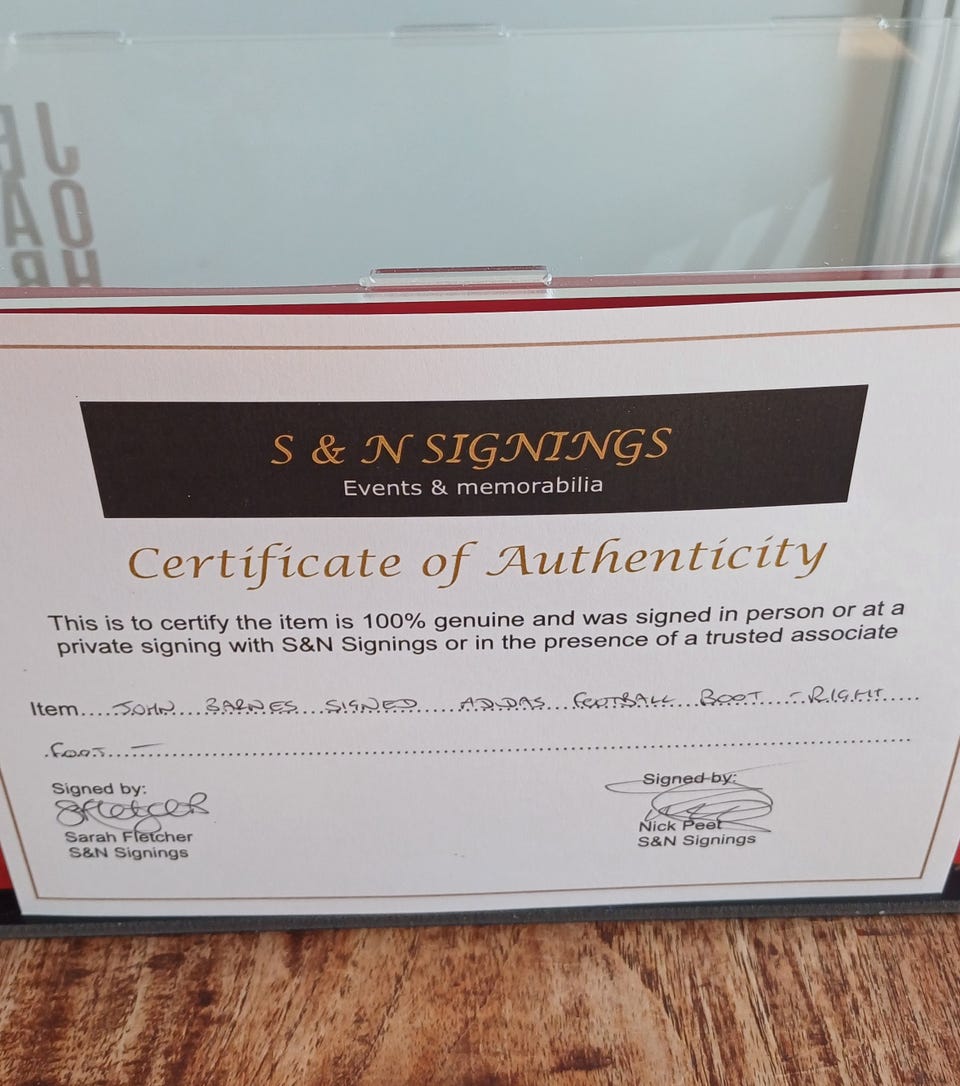 S & N SIGNINGS
Events & memorabilia
Certificate of Authenticity
This is to certify the item is 100% genuine and was signed in person or at a
private signing with S&N Signings or in the presence of a trusted associate
Item....JOHN BARNES SIGNED ADIDAS FOOTBALL BOOT - RIGHT....
FOOT -
Signed by:
SFletcher
Sarah Fletcher
S&N Signings
Signed by:
Nick Peet
S&N Signings